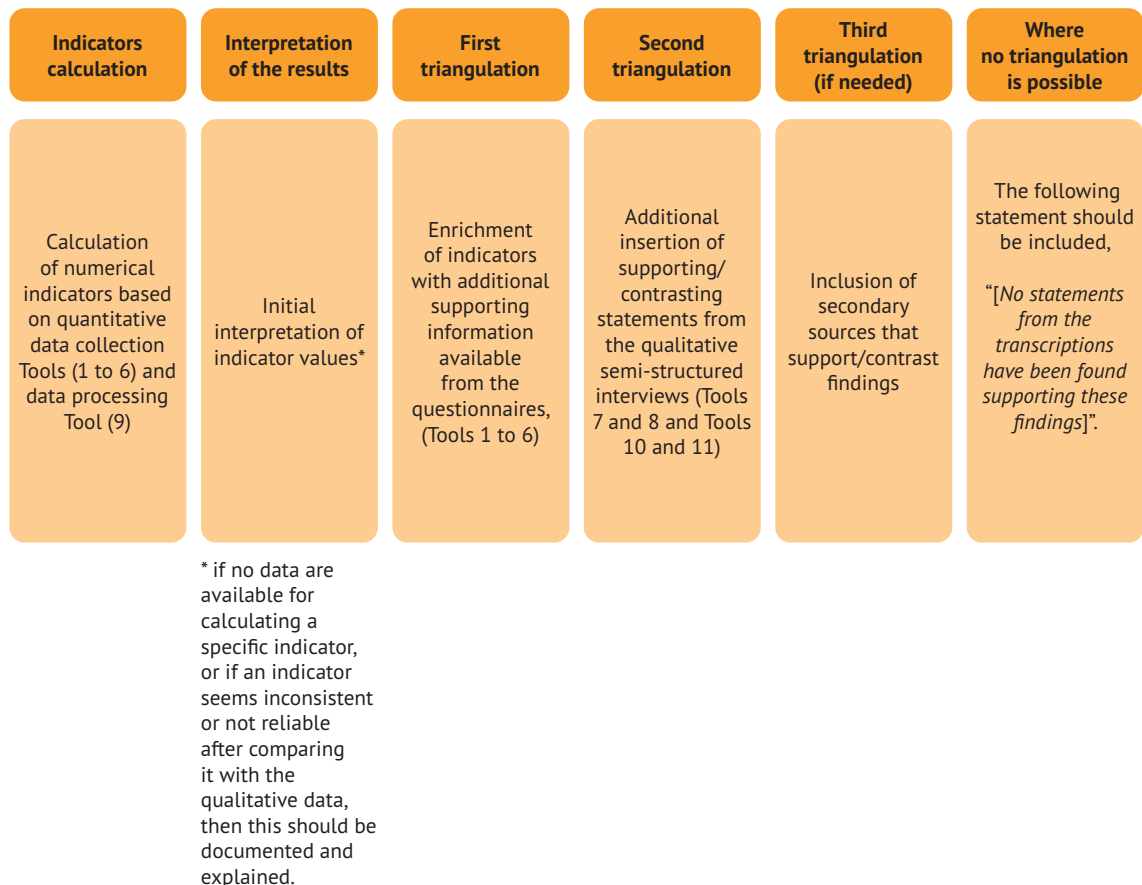 Indicators
calculation
Interpretation
of the results
First
triangulation
Second
triangulation
Third
triangulation
(if needed)
Where
no triangulation
is possible
Calculation
of numerical
indicators based
on quantitative
data collection
Tools (1 to 6) and
data processing
Tool (9)
Initial
interpretation of
indicator values*
Enrichment
of indicators
with additional
supporting
information
available
from the
questionnaires,
(Tools 1 to 6)
Additional
insertion of
supporting/
contrasting
statements from
the qualitative
semi-structured
interviews (Tools
7 and 8 and Tools
10 and 11)
Inclusion of
secondary
sources that
support/contrast
findings
The following
statement should
be included,
“[No statements
from the
transcriptions
have been found
supporting these
findings]”.
* if no data are
available for
calculating a
specific indicator,
or if an indicator
seems inconsistent
or not reliable
after comparing
it with the
qualitative data,
then this should be
documented and
explained.